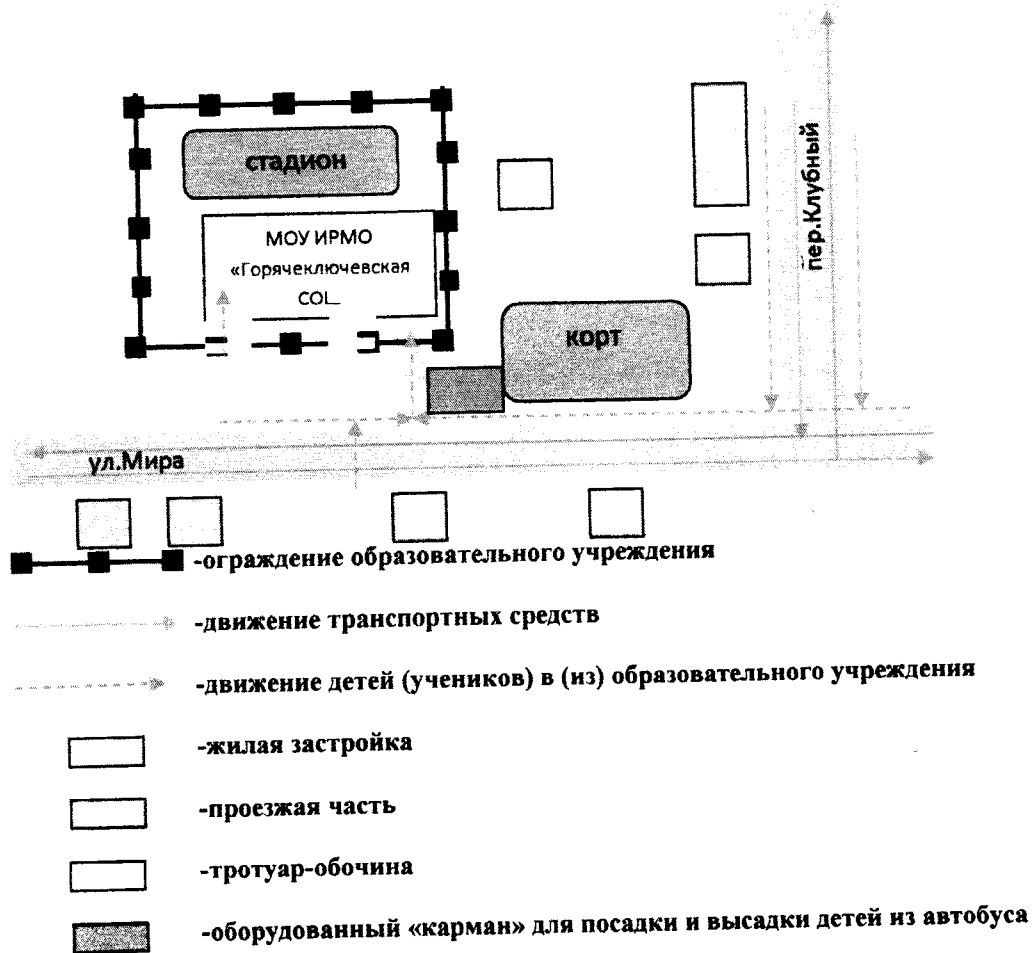 стадион
МОУ ИРМО
«Горячеключевская
СО
корт
пер.Клубный
ул.Мира
-ограждение образовательного учреждения
-движение транспортных средств
-движение детей (учеников) в (из) образовательного учреждения
-жилая застройка
-проезжая часть
-тротуар-обочина
-оборудованный «карман» для посадки и высадки детей из автобуса